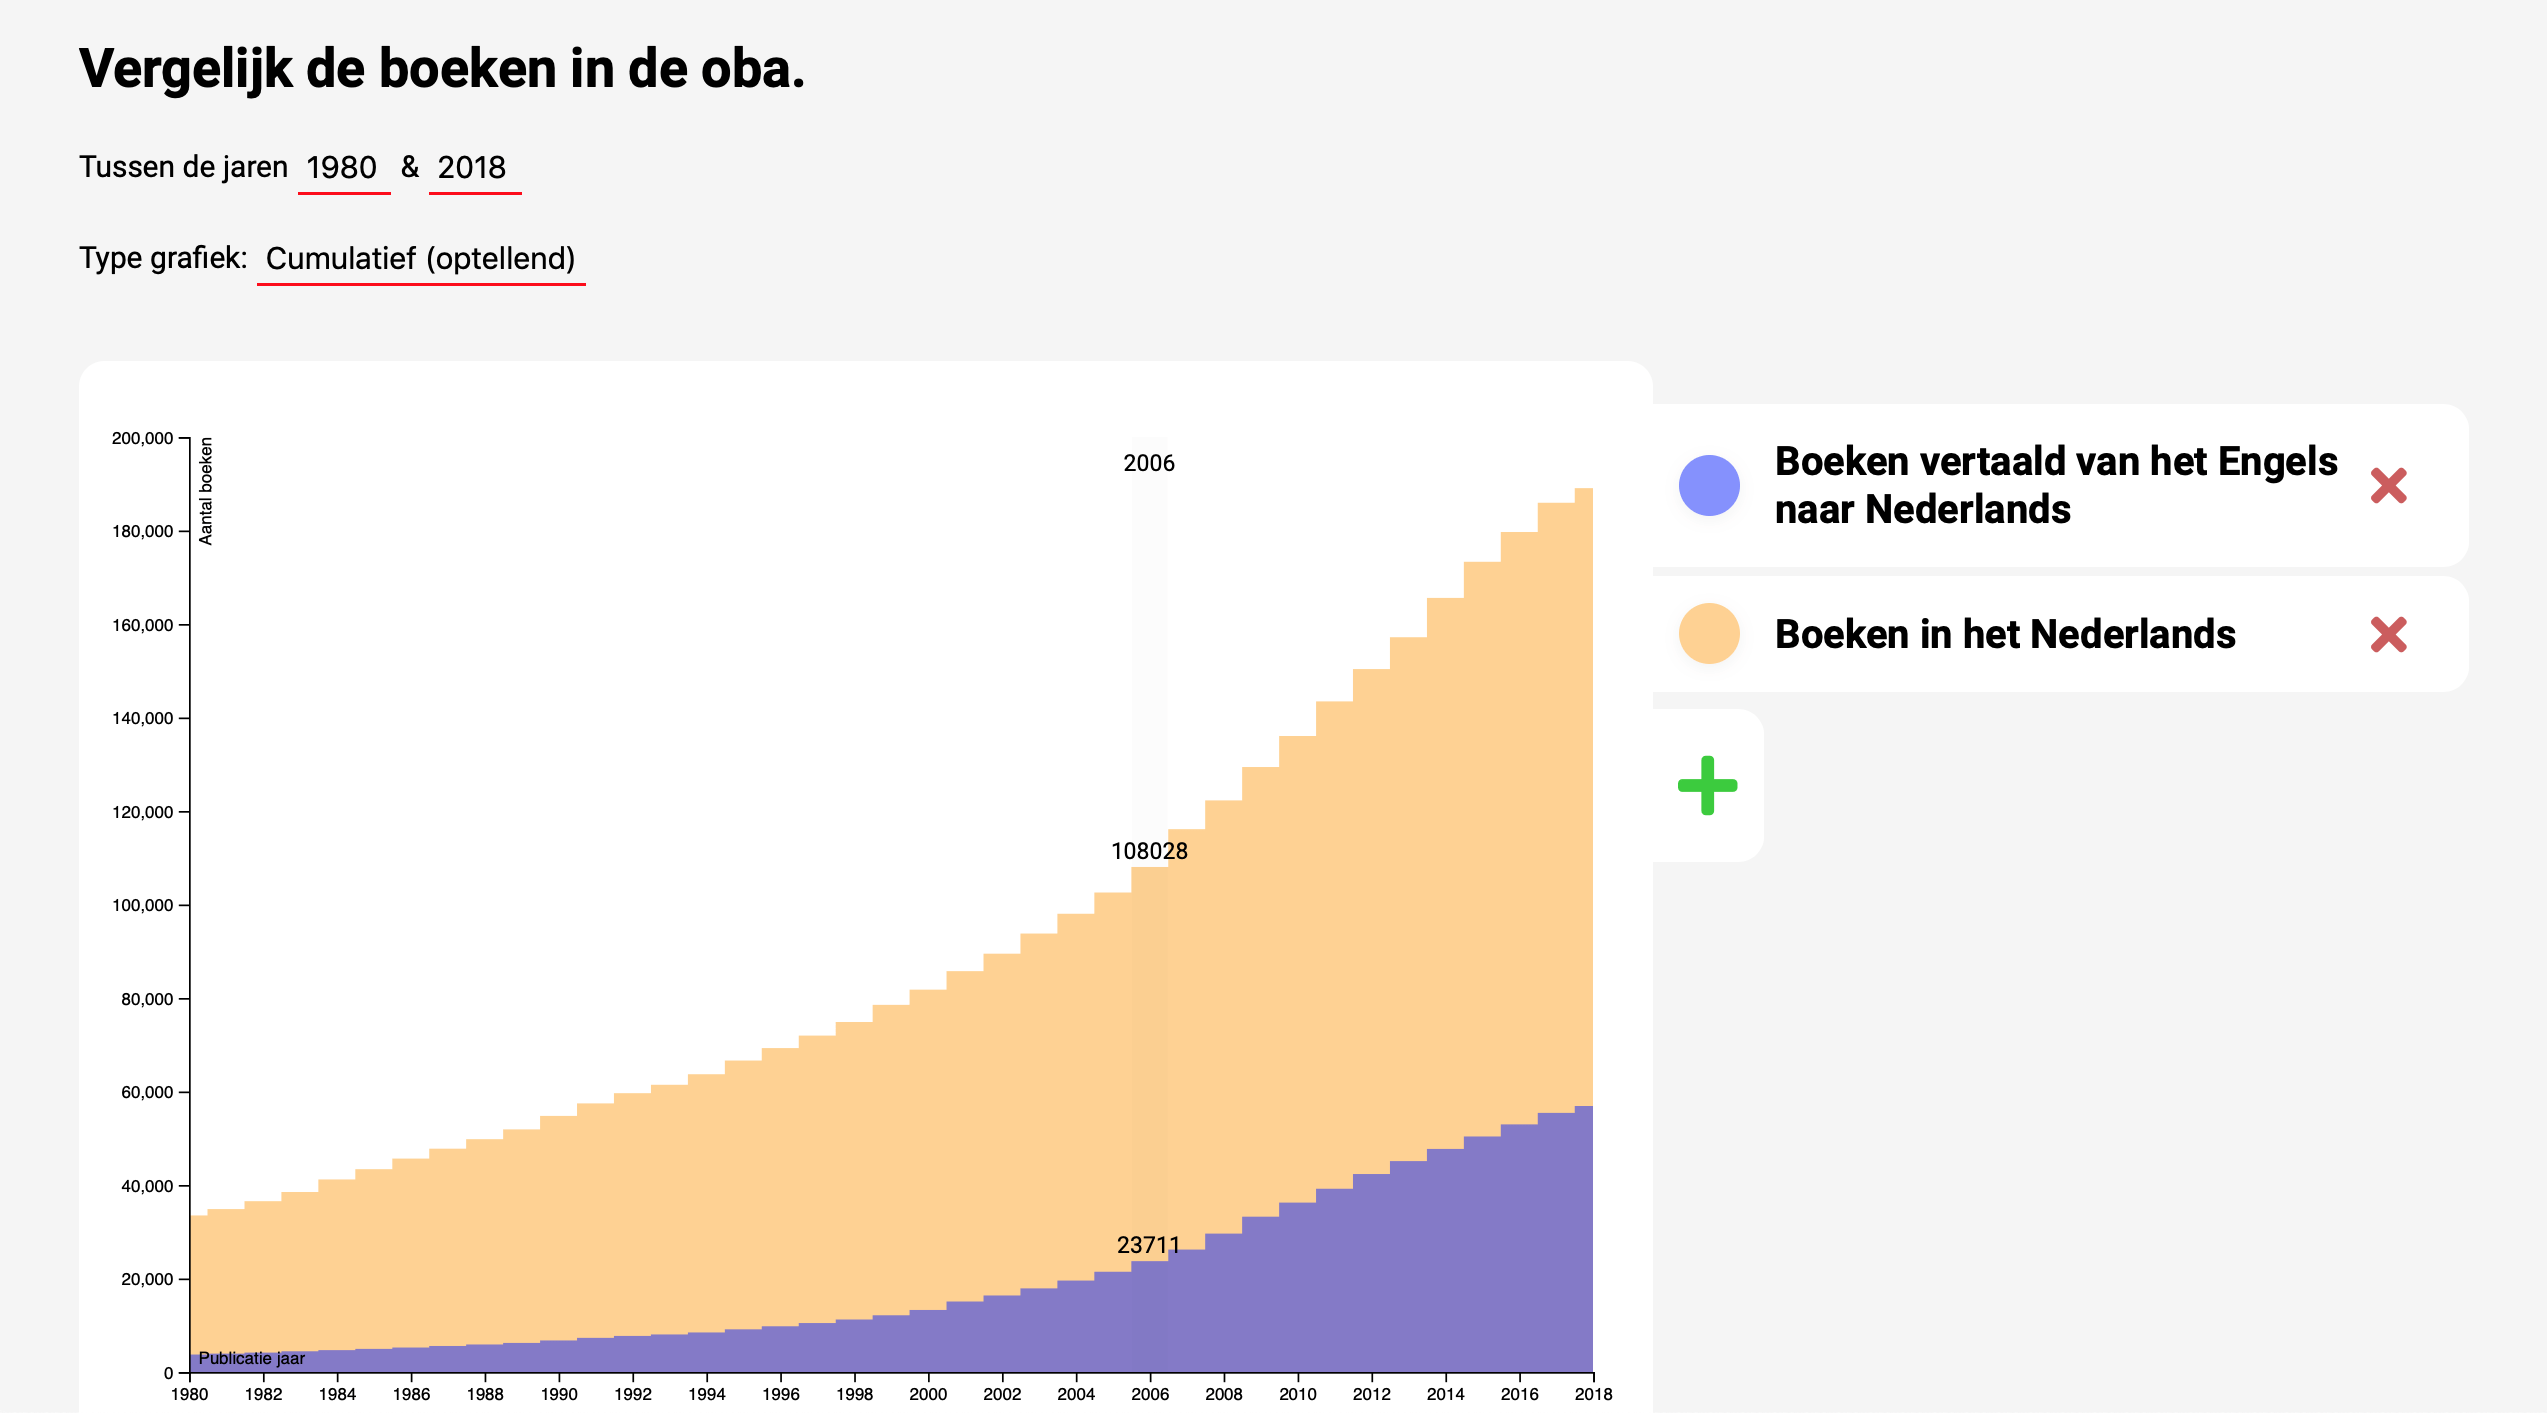 Vergelijk de boeken in de oba.
Tussen de jaren 1980 & 2018
Type grafiek: Cumulatief (optellend)
200,000
180,000
160,000
140,000
120,000
100,000
80,000
60,000
40,000
20,000
0
Aantal boeken
2006
108028
23711
Publicatie jaar
1980 1982 1984 1986 1988 1990 1992 1994 1996 1998 2000 2002 2004 2006 2008 2010 2012 2014 2016 2018
Boeken vertaald van het Engels
naar Nederlands
Boeken in het Nederlands